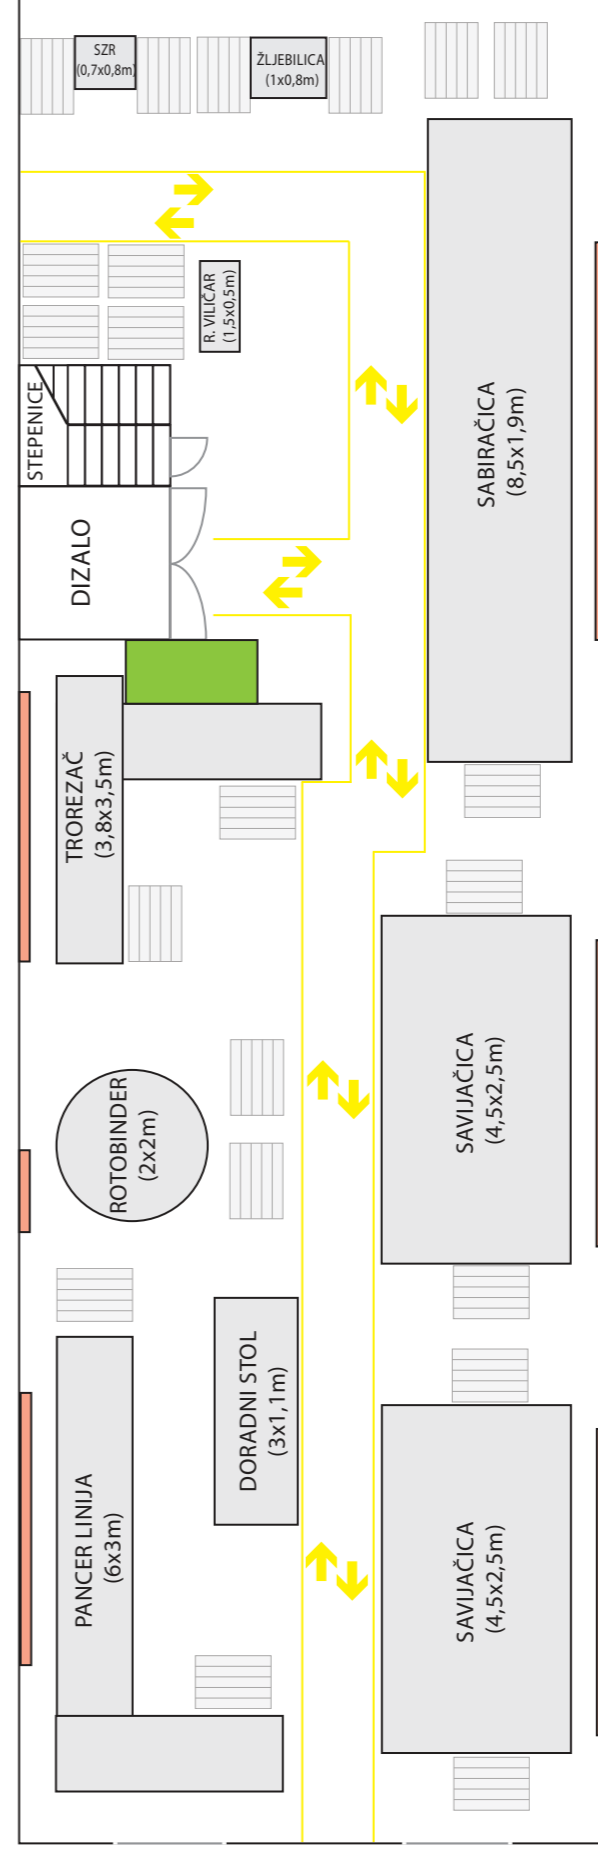 SZR
(0,7x0,8m)
ŽLJEBILICA
(1x0,8m)
R. VILIČAR
(1,5x0,5m)
STEPENICE
DIZALO
SABIRAČICA
(8,5x1,9m)
TROREZAČ
(3,8x3,5m)
ROTOBINDER
(2x2m)
SAVIJAČICA
(4,5x2,5m)
DORADNI STOL
(3x1,1m)
PANCER LINIJA
(6x3m)
SAVIJAČICA
(4,5x2,5m)